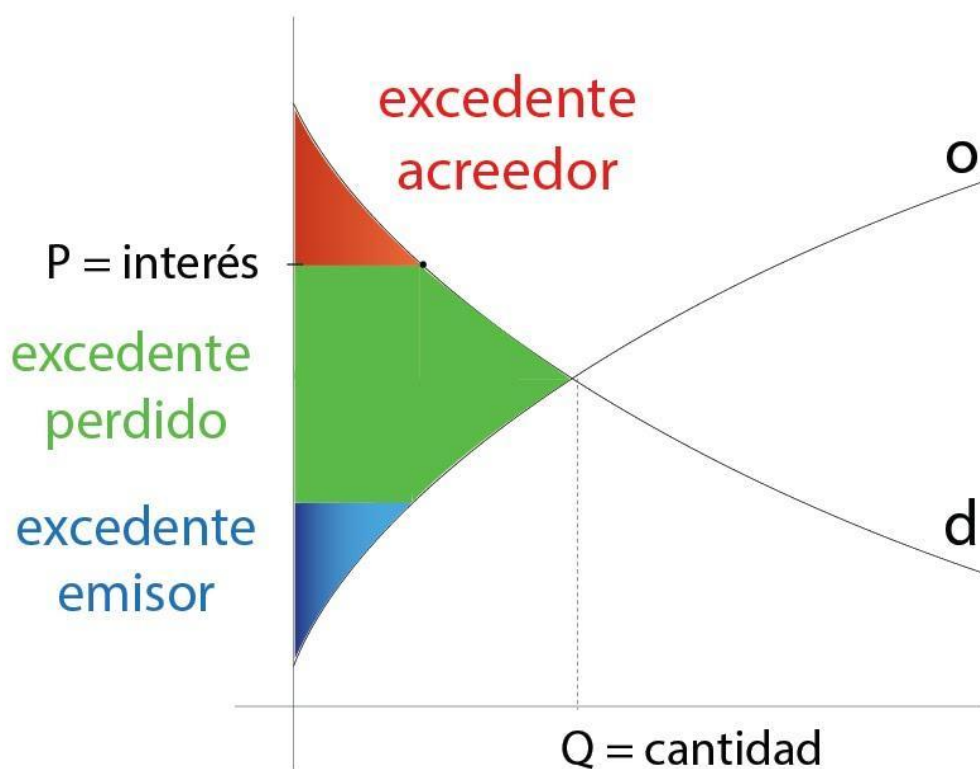 excedente
acreedor
o
P = interés
excedente
perdido
excedente
emisor
d
Q = cantidad